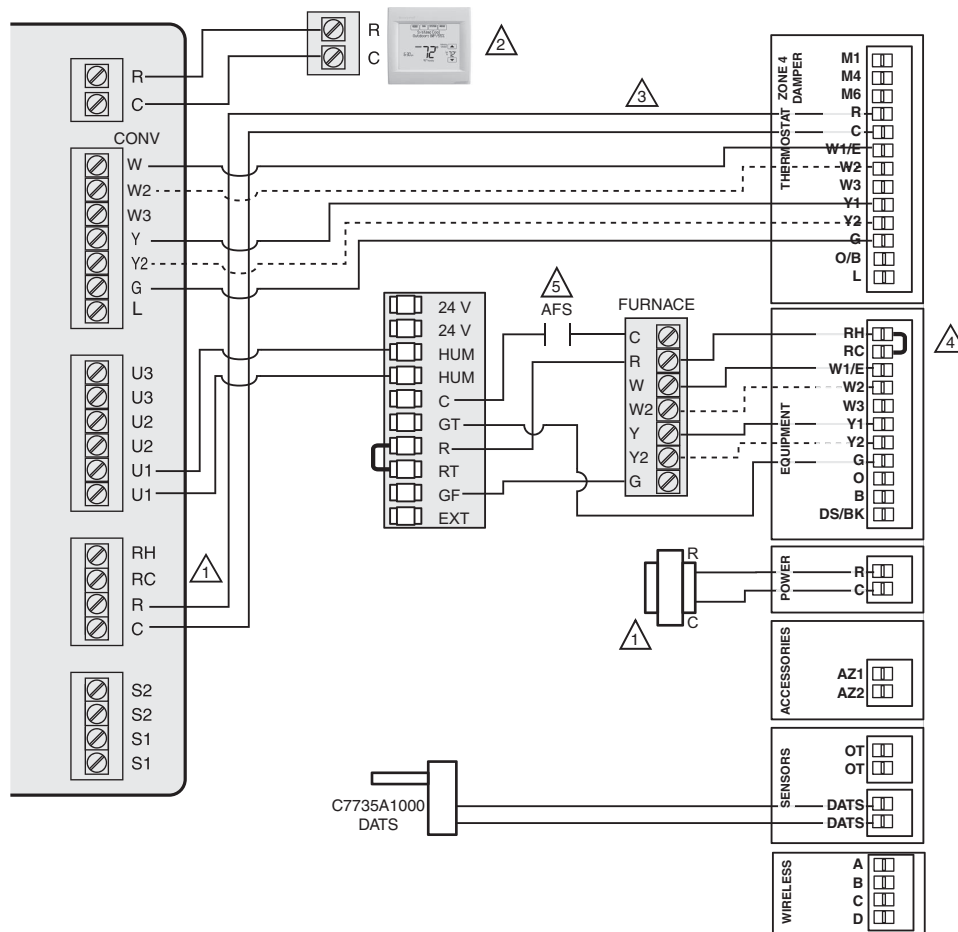 R
C
R
C
2
1
CONV
W
W2
W3
Y
Y2
G
L
U3
U3
U2
U2
U1
U1
RH
RC
R
C
S2
S2
S1
S1
24 V
24 V
HUM
HUM
C
GT
R
RT
GF
EXT
5
AFS
FURNACE
C
R
W
W2
Y
Y2
G
3
ZONE 4
DAMPER
M1
M4
M6
THERMOSTAT
R
C
W1/E
W2
W3
Y1
Y2
G
O/B
L
EQUIPMENT
RH
RC
W1/E
W2
W3
Y1
Y2
G
O
B
DS/BK
4
R
C
1
POWER
R
C
ACCESSORIES
AZ1
AZ2
SENSORS
OT
OT
DATS
DATS
C7735A1000
DATS
WIRELESS
A
B
C
D